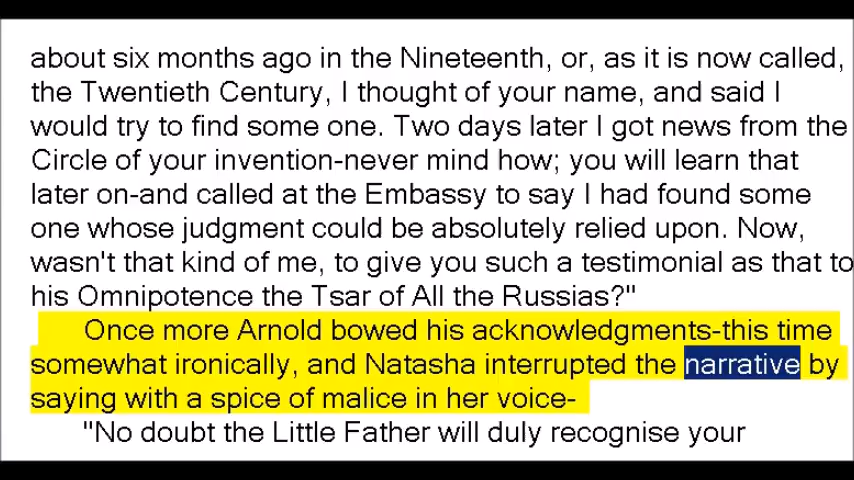 about six months ago in the Nineteenth, or, as it is now called,
the Twentieth Century, I thought of your name, and said I
would try to find some one. Two days later I got news from the
Circle of your invention-never mind how; you will learn that
later on-and called at the Embassy to say I had found some
one whose judgment could be absolutely relied upon. Now,
wasn't that kind of me, to give you such a testimonial as that to
his Omnipotence the Tsar of All the Russias?"
Once more Arnold bowed his acknowledgments-this time
somewhat ironically, and Natasha interrupted the narrative by
saying with a spice of malice in her voice-
"No doubt the Little Father will duly recognise your